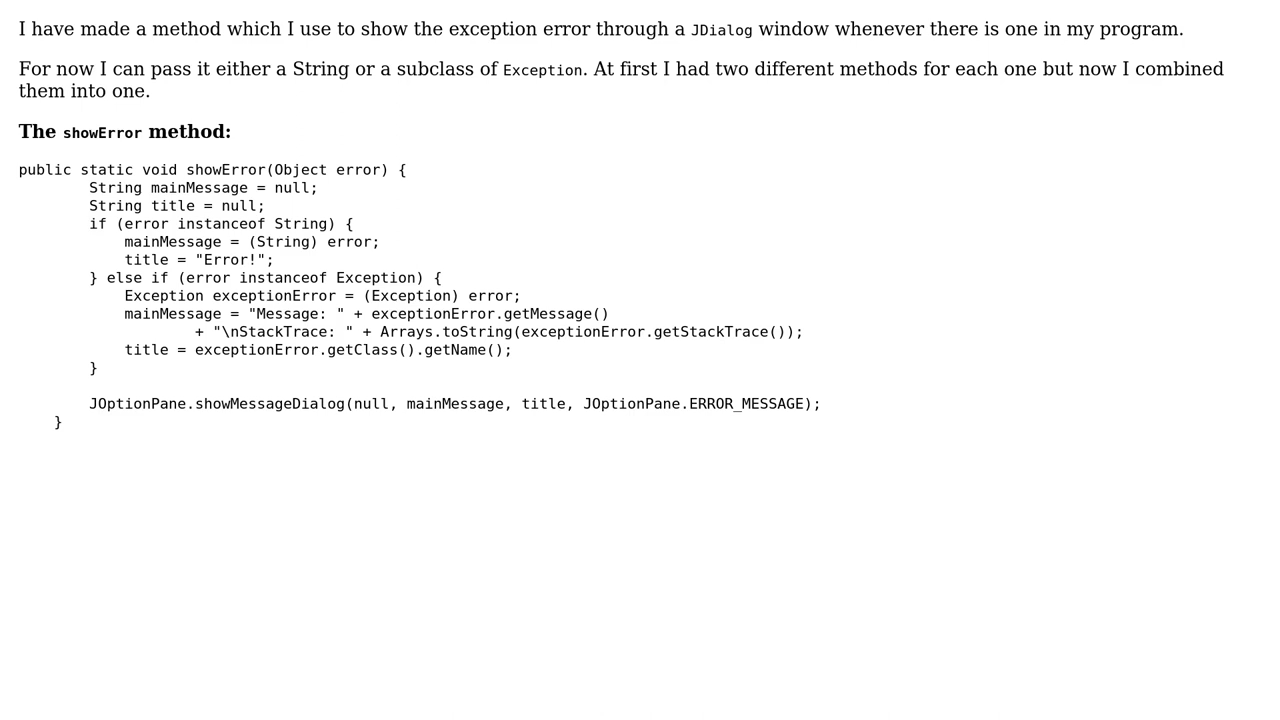 I have made a method which I use to show the exception error through a JDialog window whenever there is one in my program.
For now I can pass it either a String or a subclass of Exception. At first I had two different methods for each one but now I combined
them into one.
The showError method:
public static void showError(Object error) {
        String mainMessage = null;
        String title = null;
        if (error instanceof String) {
            mainMessage = (String) error;
            title = "Error!";
        } else if (error instanceof Exception) {
            Exception exceptionError = (Exception) error;
            mainMessage = "Message: " + exceptionError.getMessage()
                    + "\nStackTrace: " + Arrays.toString(exceptionError.getStackTrace());
            title = exceptionError.getClass().getName();
        }
        JOptionPane.showMessageDialog(null, mainMessage, title, JOptionPane.ERROR_MESSAGE);
    }